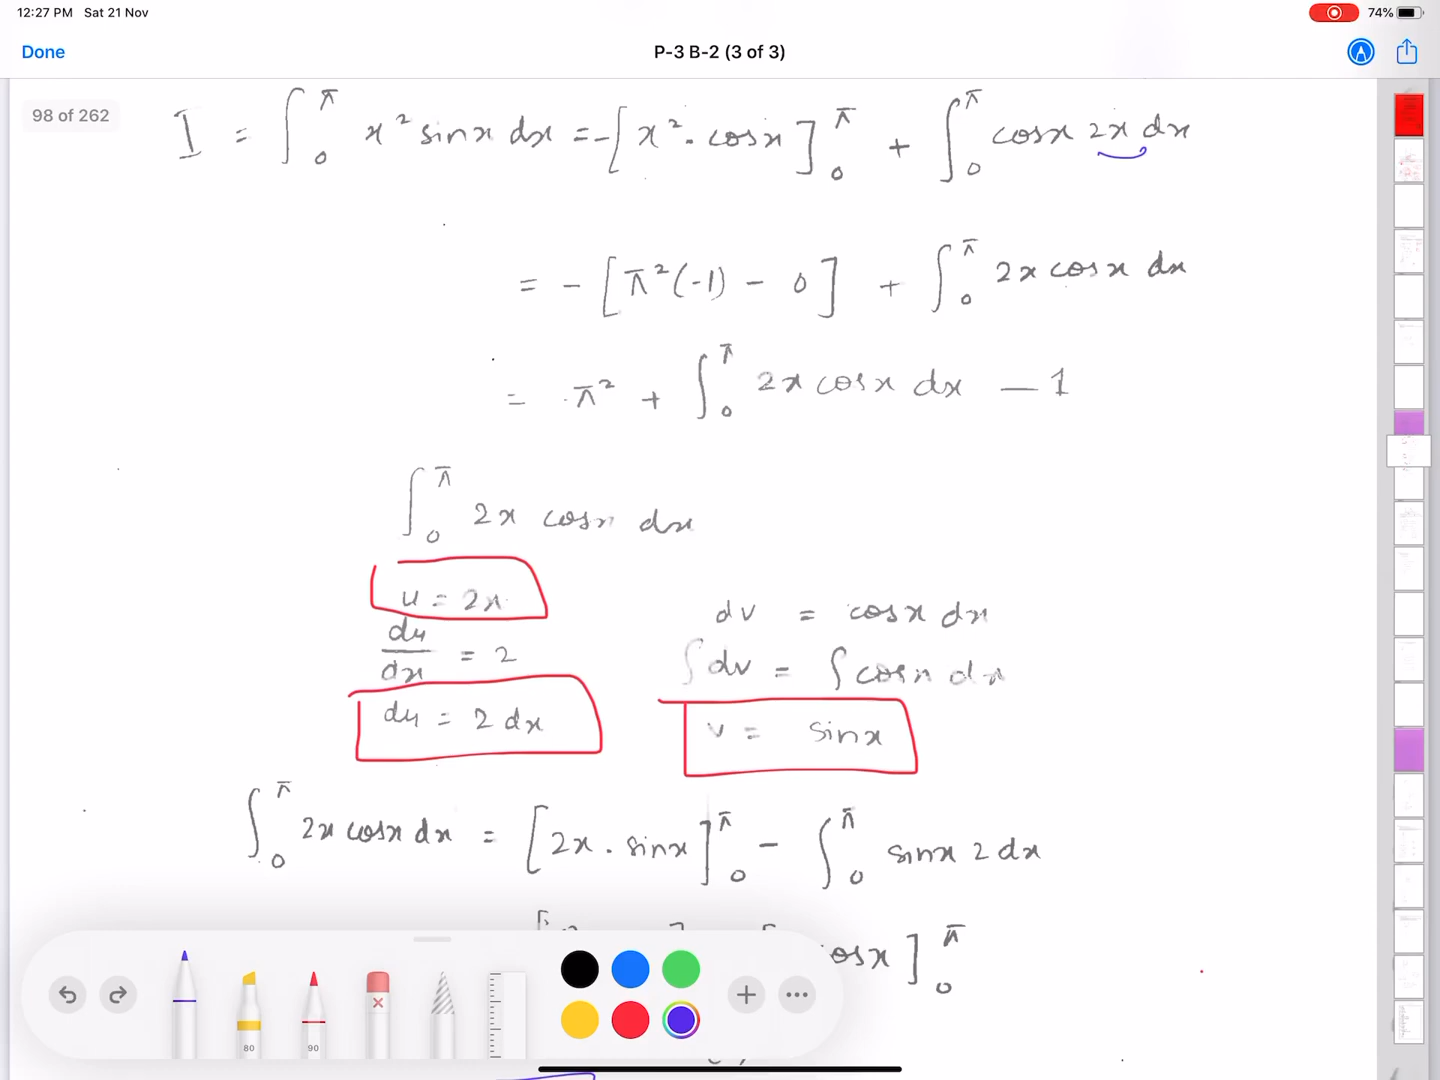 12:27 PM Sat 21 Nov 74%
Done P-3 B-2 (3 of 3)
98 of 262
I = ∫₀^π x² sinx dx = -[x² · cosx]₀^π + ∫₀^π cosx 2x dx
= -[π²(-1) - 0] + ∫₀^π 2x cosx dx
= π² + ∫₀^π 2x cosx dx — 1
∫₀^π 2x cosx dx
u = 2x
dv = cosx dx
du/dx = 2
∫dv = ∫cosx dx
du = 2 dx
v = sinx
∫₀^π 2x cosx dx = [2x · sinx]₀^π - ∫₀^π sinx 2 dx
osx]₀^π
80 90